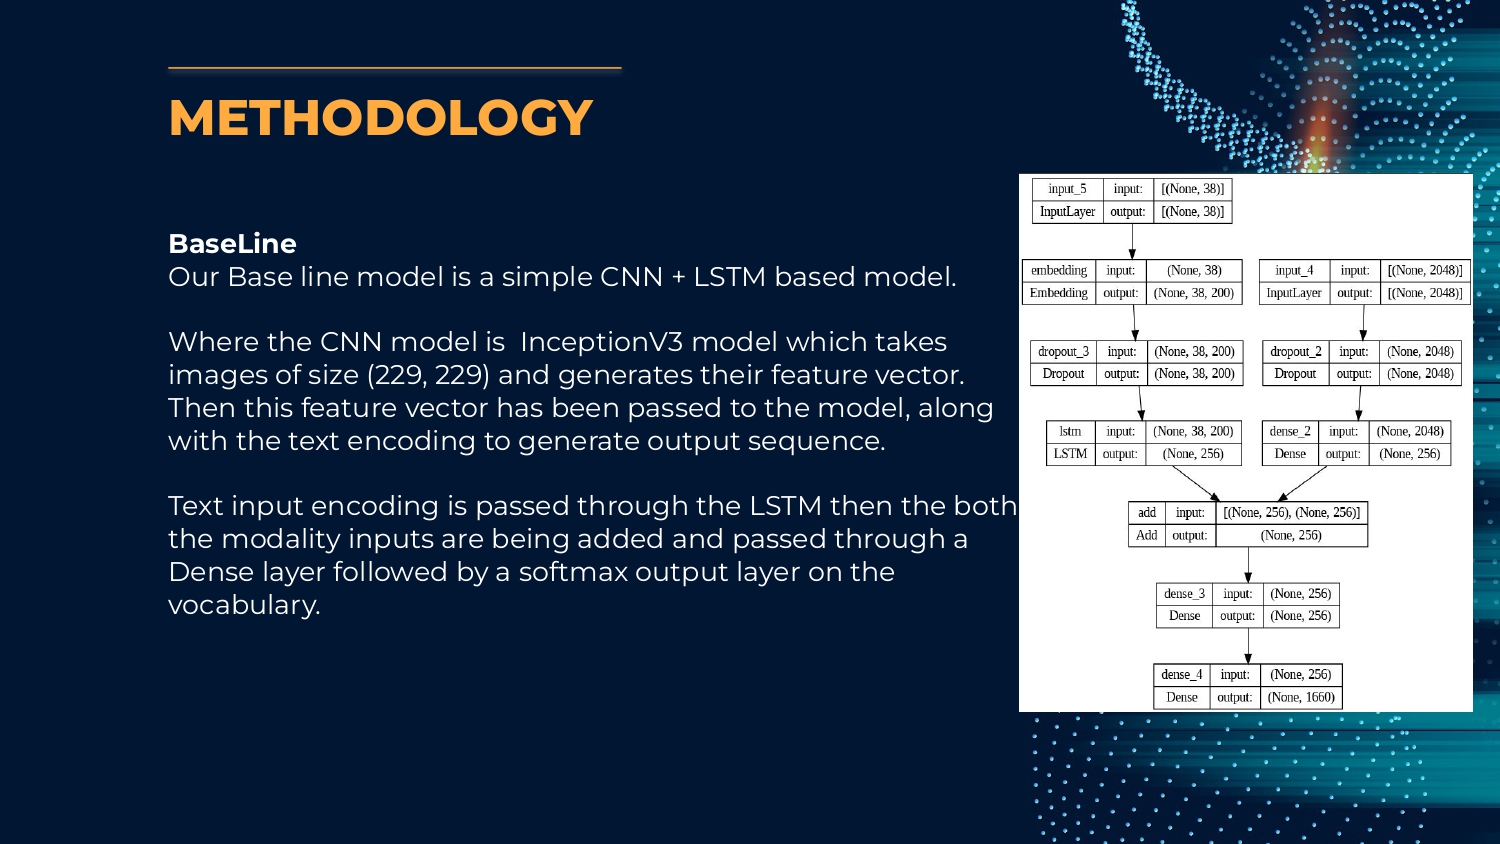 METHODOLOGY
BaseLine
Our Base line model is a simple CNN + LSTM based model.
Where the CNN model is  InceptionV3 model which takes
images of size (229, 229) and generates their feature vector.
Then this feature vector has been passed to the model, along
with the text encoding to generate output sequence.
Text input encoding is passed through the LSTM then the both
the modality inputs are being added and passed through a
Dense layer followed by a softmax output layer on the
vocabulary.
input_5 input: [(None, 38)]
InputLayer output: [(None, 38)]
embedding input: (None, 38)
Embedding output: (None, 38, 200)
input_4 input: [(None, 2048)]
InputLayer output: [(None, 2048)]
dropout_3 input: (None, 38, 200)
Dropout output: (None, 38, 200)
dropout_2 input: (None, 2048)
Dropout output: (None, 2048)
lstm input: (None, 38, 200)
LSTM output: (None, 256)
dense_2 input: (None, 2048)
Dense output: (None, 256)
add input: [(None, 256), (None, 256)]
Add output: (None, 256)
dense_3 input: (None, 256)
Dense output: (None, 256)
dense_4 input: (None, 256)
Dense output: (None, 1660)